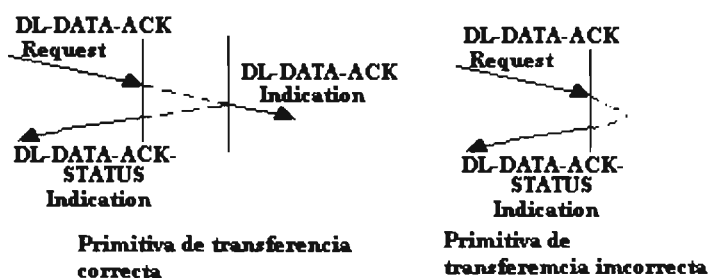 DL-DATA-ACK
Request
DL-DATA-ACK
Indication
DL-DATA-ACK-
STATUS
Indication
Primitiva de transferencia
correcta
DL-DATA-ACK
Request
DL-DATA-ACK-
STATUS
Indication
Primitiva de
transferemcia imcorrecta